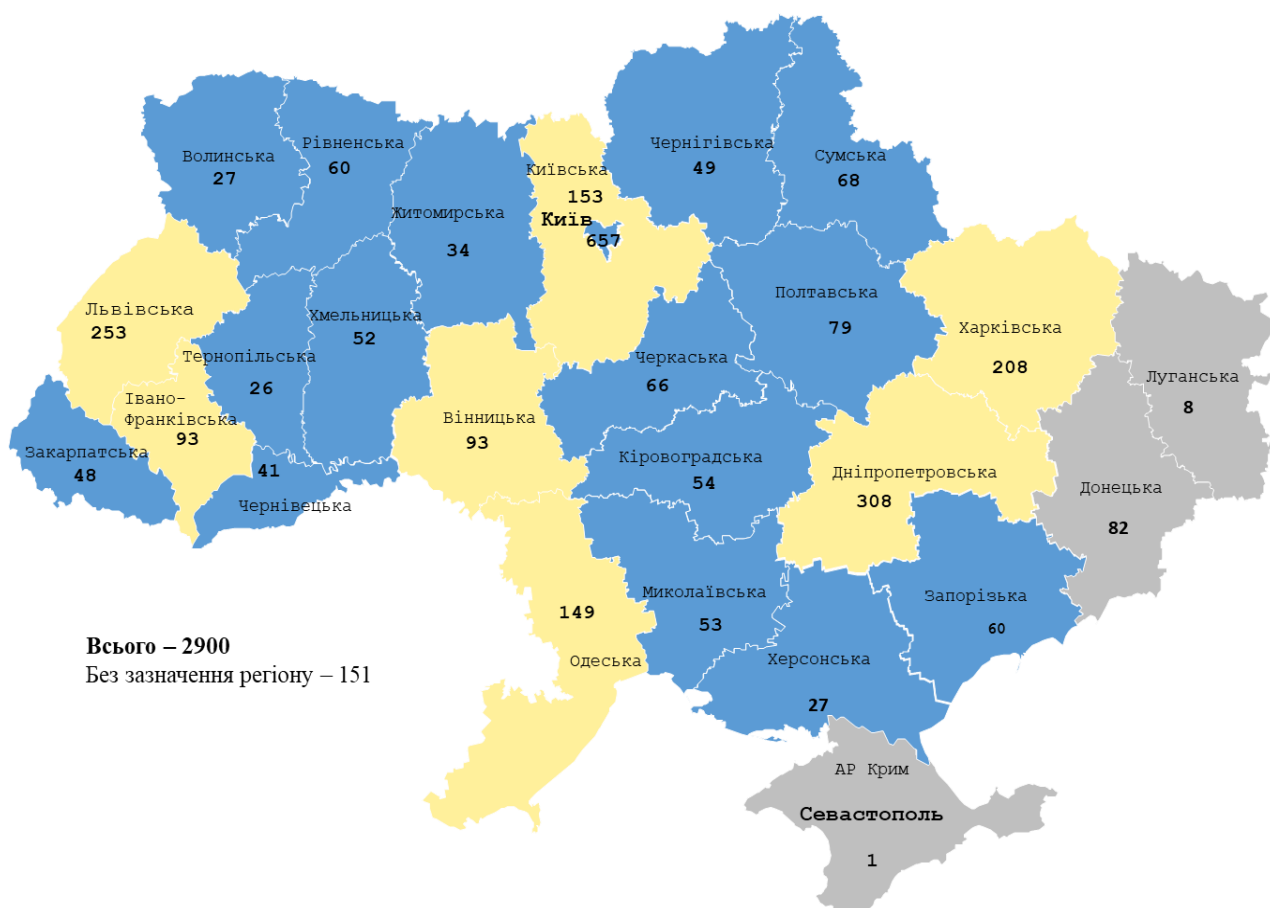 Волинська
27
Рівненська
60
Житомирська
34
Київська
153
Київ
657
Чернігівська
49
Сумська
68
Львівська
253
Тернопільська
26
Хмельницька
52
Івано-
Франківська
93
Закарпатська
48
41
Чернівецька
Вінницька
93
Черкаська
66
Полтавська
79
Харківська
208
Луганська
8
Кіровоградська
54
Дніпропетровська
308
Донецька
82
149
Одеська
Миколаївська
53
Херсонська
27
Запорізька
60
АР Крим
Севастополь
1
Всього – 2900
Без зазначення регіону – 151